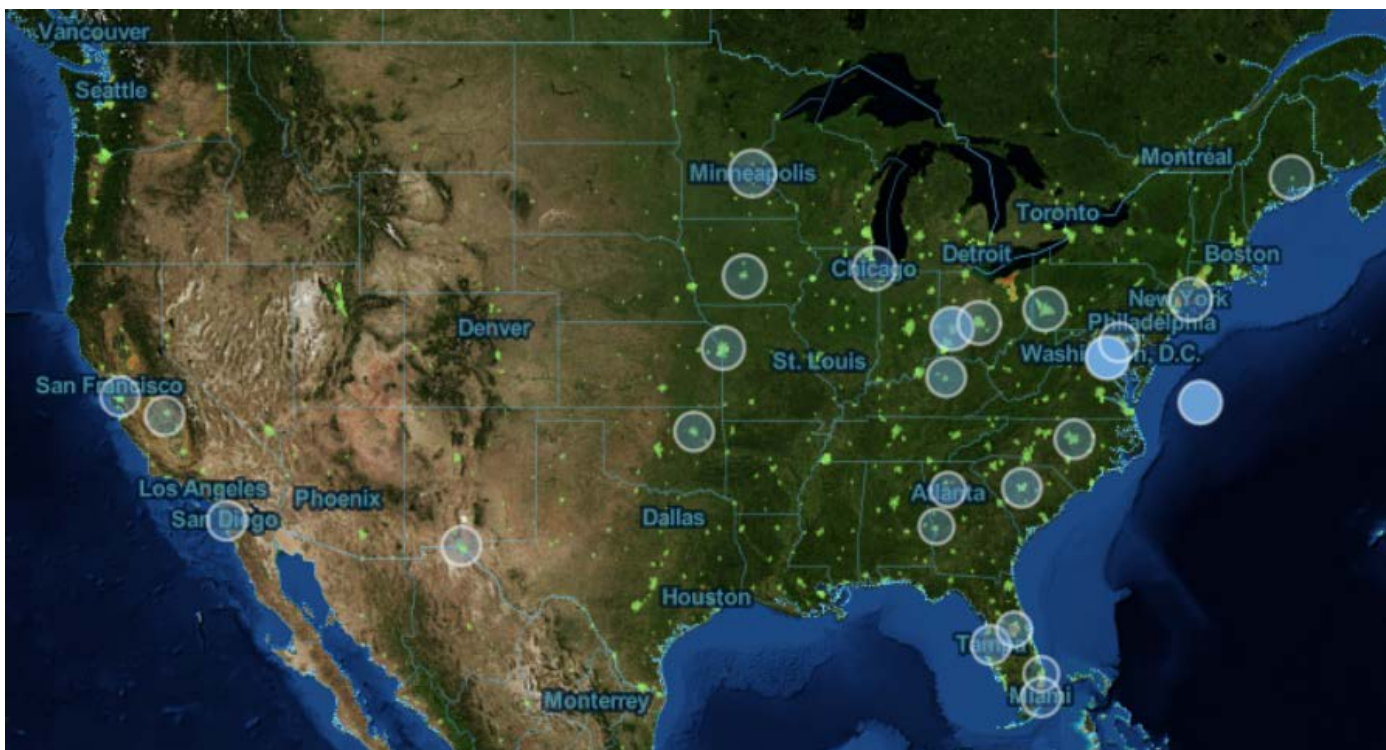 Vancouver
Seattle
Minneapolis
Montréal
Toronto
Boston
Detroit
Chicago
New York
Philadelphia
Denver
Washington, D.C.
St. Louis
San Francisco
Los Angeles
Phoenix
Atlanta
San Diego
Dallas
Houston
Tampa
Miami
Monterrey